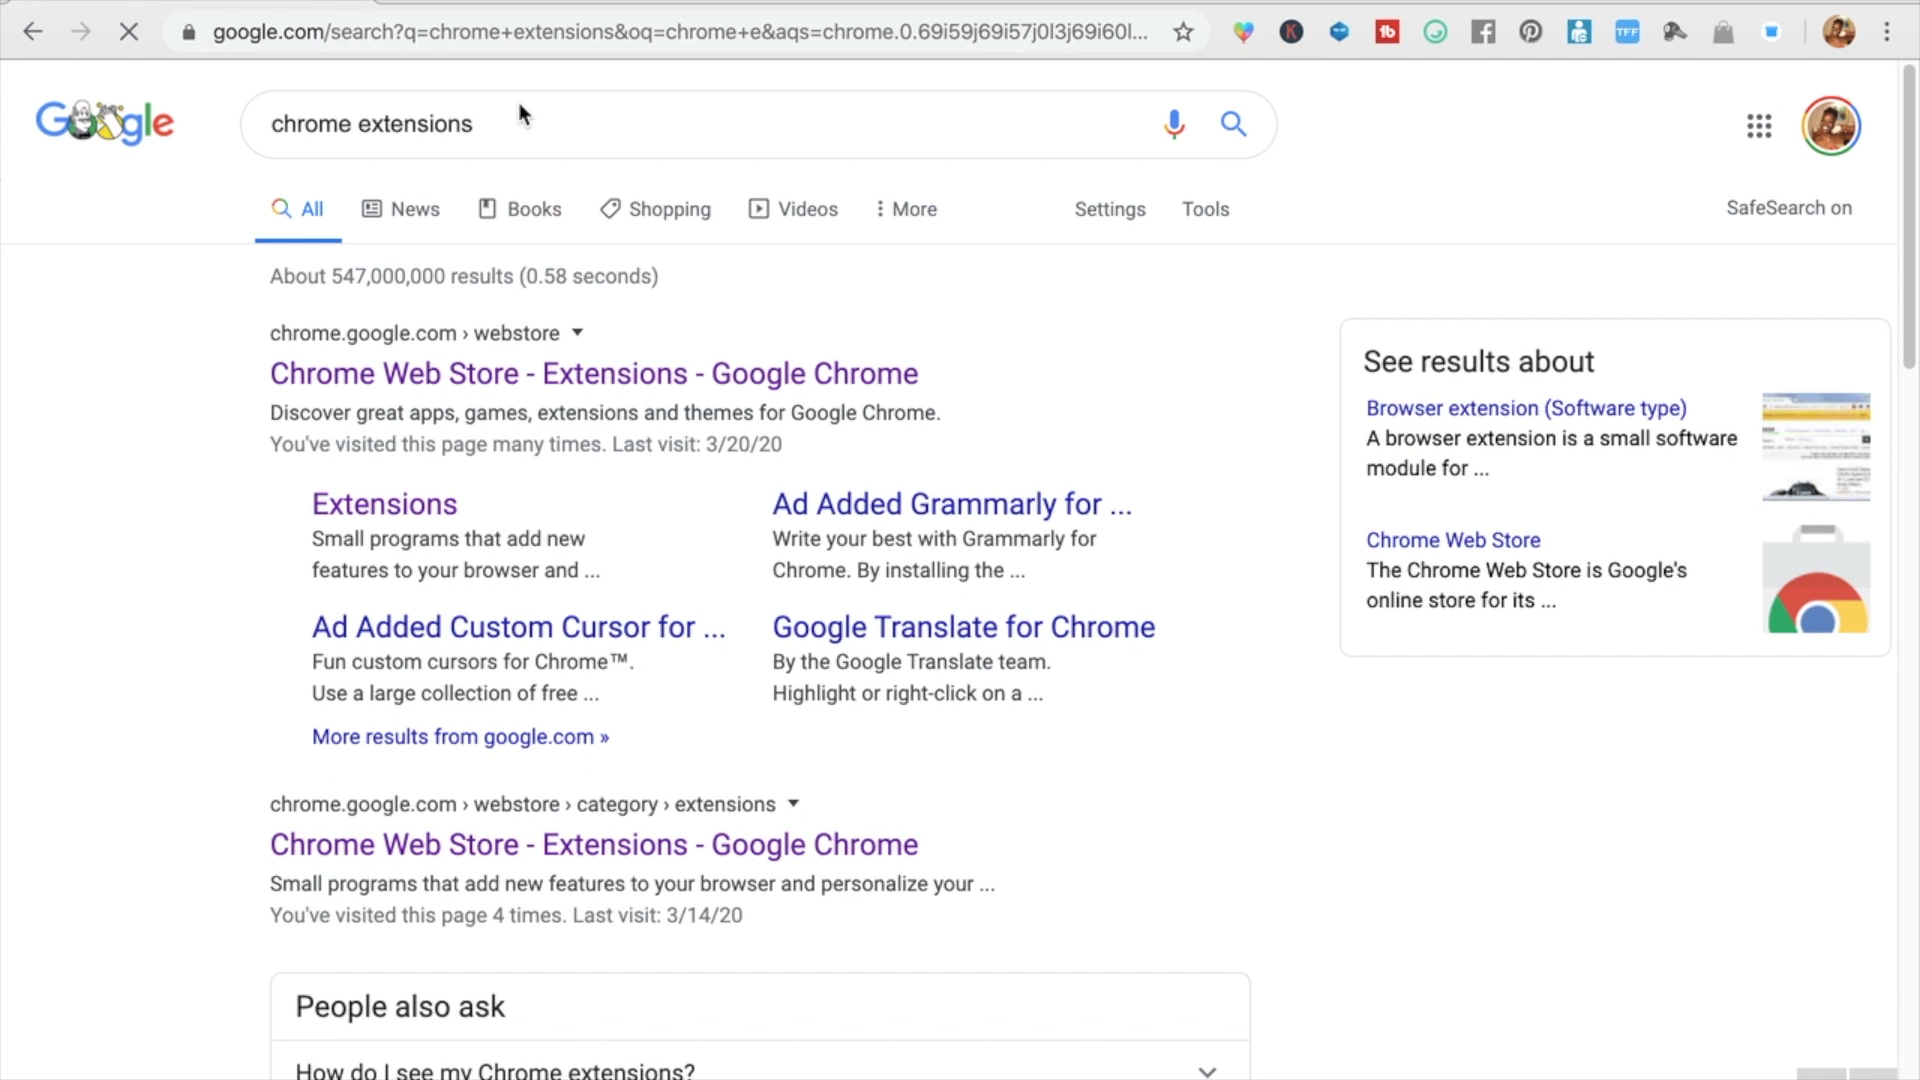 google.com/search?q=chrome+extensions&oq=chrome+e&aqs=chrome.0.69i59j69i57j0l3j69i60l...
K
tb
TFF
Google
chrome extensions
All
News
Books
Shopping
Videos
More
Settings
Tools
SafeSearch on
About 547,000,000 results (0.58 seconds)
chrome.google.com › webstore
Chrome Web Store - Extensions - Google Chrome
Discover great apps, games, extensions and themes for Google Chrome.
You've visited this page many times. Last visit: 3/20/20
Extensions
Small programs that add new
features to your browser and ...
Ad Added Grammarly for ...
Write your best with Grammarly for
Chrome. By installing the ...
Ad Added Custom Cursor for ...
Fun custom cursors for Chrome™.
Use a large collection of free ...
Google Translate for Chrome
By the Google Translate team.
Highlight or right-click on a ...
More results from google.com »
chrome.google.com › webstore › category › extensions
Chrome Web Store - Extensions - Google Chrome
Small programs that add new features to your browser and personalize your ...
You've visited this page 4 times. Last visit: 3/14/20
People also ask
How do I see my Chrome extensions?
See results about
Browser extension (Software type)
A browser extension is a small software
module for ...
Chrome Web Store
The Chrome Web Store is Google's
online store for its ...